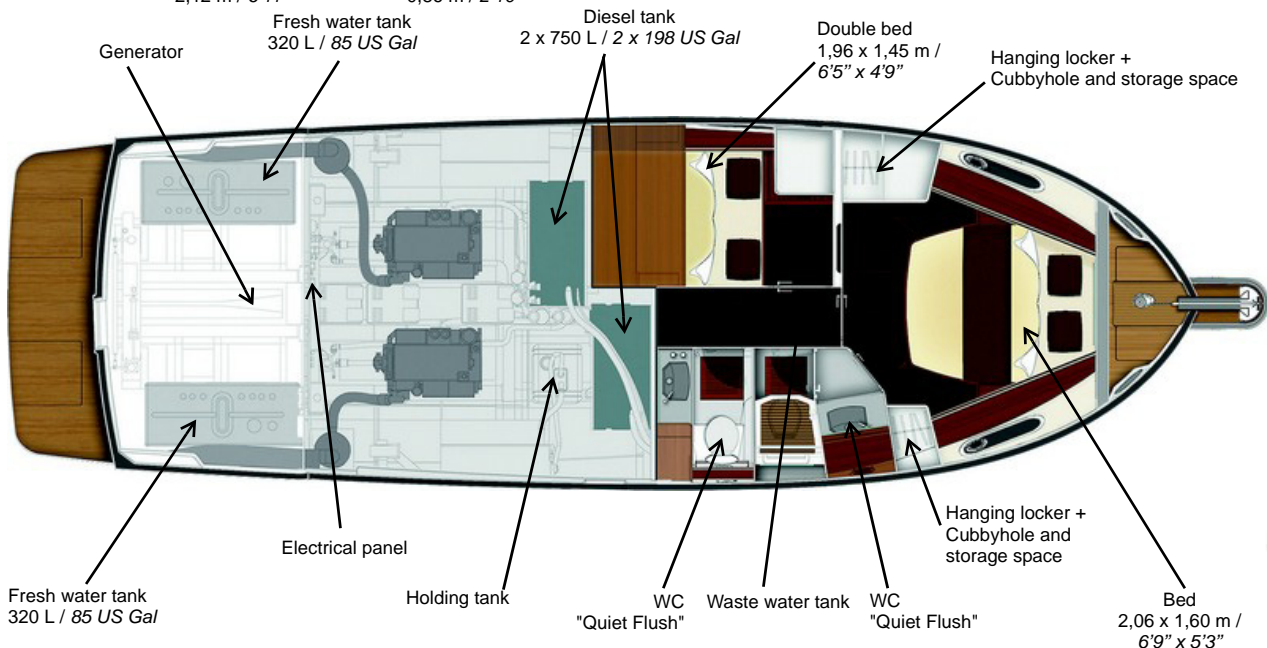 Fresh water tank
320 L / 85 US Gal
Generator
Diesel tank
2 x 750 L / 2 x 198 US Gal
Double bed
1,96 x 1,45 m /
6'5" x 4'9"
Hanging locker +
Cubbyhole and storage space
Electrical panel
Fresh water tank
320 L / 85 US Gal
Holding tank
WC
"Quiet Flush"
Waste water tank
WC
"Quiet Flush"
Hanging locker +
Cubbyhole and
storage space
Bed
2,06 x 1,60 m /
6'9" x 5'3"